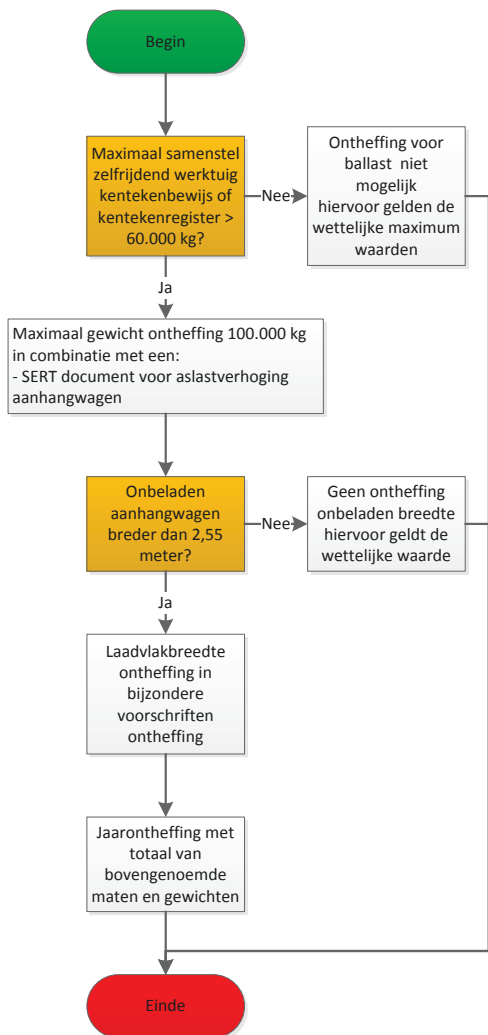 Begin
Maximaal samenstel
zelfrijdend werktuig
kentekenbewijs of
kentekenregister >
60.000 kg?
Nee
Ontheffing voor
ballast niet
mogelijk
hiervoor gelden de
wettelijke maximum
waarden
Ja
Maximaal gewicht ontheffing 100.000 kg
in combinatie met een:
- SERT document voor aslastverhoging
aanhangwagen
Onbeladen
aanhangwagen
breder dan 2,55
meter?
Nee
Geen ontheffing
onbeladen breedte
hiervoor geldt de
wettelijke waarde
Ja
Laadvlakbreedte
ontheffing in
bijzondere
voorschriften
ontheffing
Jaarontheffing met
totaal van
bovengenoemde
maten en gewichten
Einde